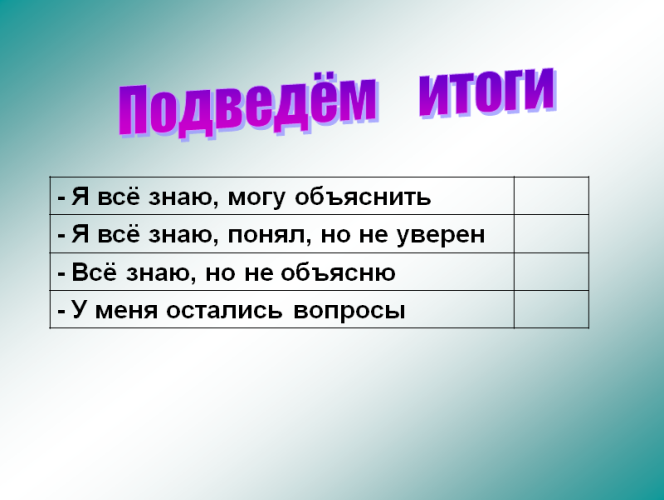 Подведём итоги
- Я всё знаю, могу объяснить
- Я всё знаю, понял, но не уверен
- Всё знаю, но не объясню
- У меня остались вопросы